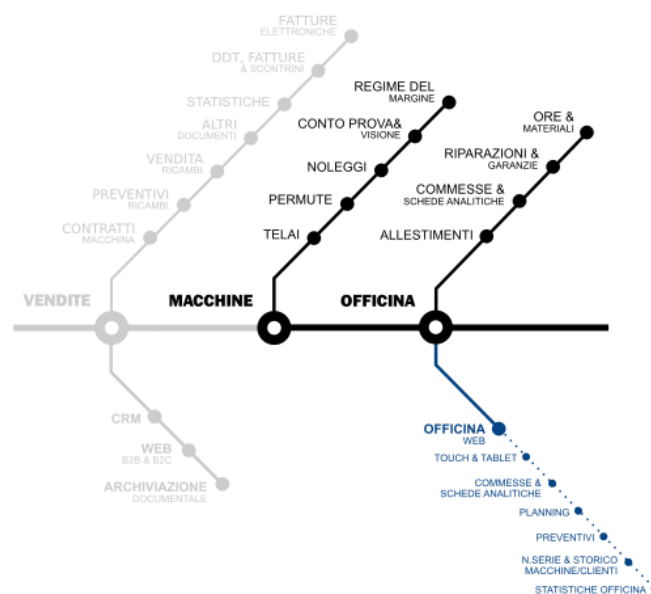 FATTURE
ELETTRONICHE
DDT, FATTURE
& SCONTRINI
STATISTICHE
ALTRI
DOCUMENTI
VENDITA
RICAMBI
PREVENTIVI
RICAMBI
CONTRATTI
MACCHINA
VENDITE
CRM
WEB
B2B & B2C
ARCHIVIAZIONE
DOCUMENTALE
REGIME DEL
MARGINE
CONTO PROVA&
VISIONE
NOLEGGI
PERMUTE
TELAI
MACCHINE
ORE &
MATERIALI
RIPARAZIONI &
GARANZIE
COMMESSE &
SCHEDE ANALITICHE
ALLESTIMENTI
OFFICINA
OFFICINA
WEB
TOUCH & TABLET
COMMESSE &
SCHEDE ANALITICHE
PLANNING
PREVENTIVI
N.SERIE & STORICO
MACCHINE/CLIENTI
STATISTICHE OFFICINA